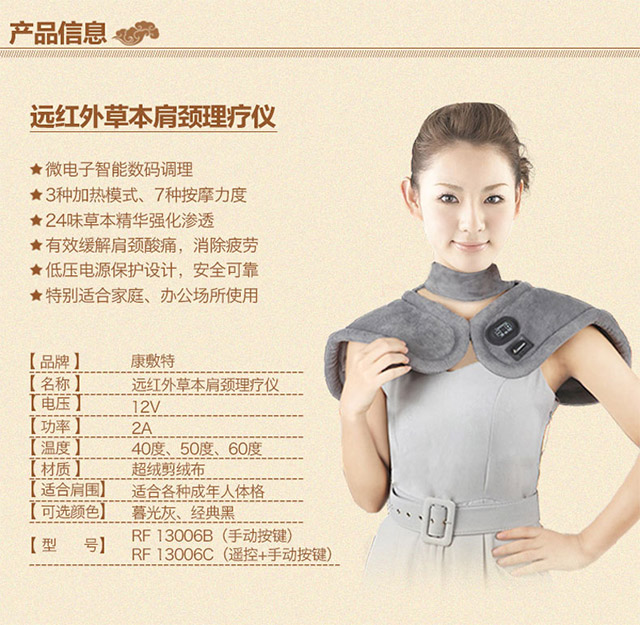 产品信息
远红外草本肩颈理疗仪
★微电子智能数码调理
★3种加热模式、7种按摩力度
★24味草本精华强化渗透
★有效缓解肩颈酸痛，消除疲劳
★低压电源保护设计，安全可靠
★特别适合家庭、办公场所使用
【 品牌 】 康敷特
【 名称 】 远红外草本肩颈理疗仪
【 电压 】 12V
【 功率 】 2A
【 温度 】 40度、50度、60度
【 材质 】 超绒剪绒布
【 适合肩围 】 适合各种成年人体格
【 可选颜色 】 暮光灰、经典黑
【 型 号 】 RF 13006B（手动按键）
RF 13006C（遥控+手动按键）